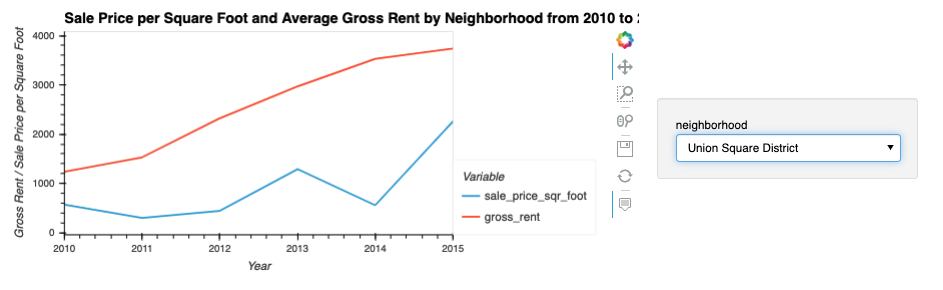 Sale Price per Square Foot and Average Gross Rent by Neighborhood from 2010 to
Gross Rent / Sale Price per Square Foot
4000
3000
2000
1000
0
2010 2011 2012 2013 2014 2015
Year
Variable
sale_price_sqr_foot
gross_rent
neighborhood
Union Square District